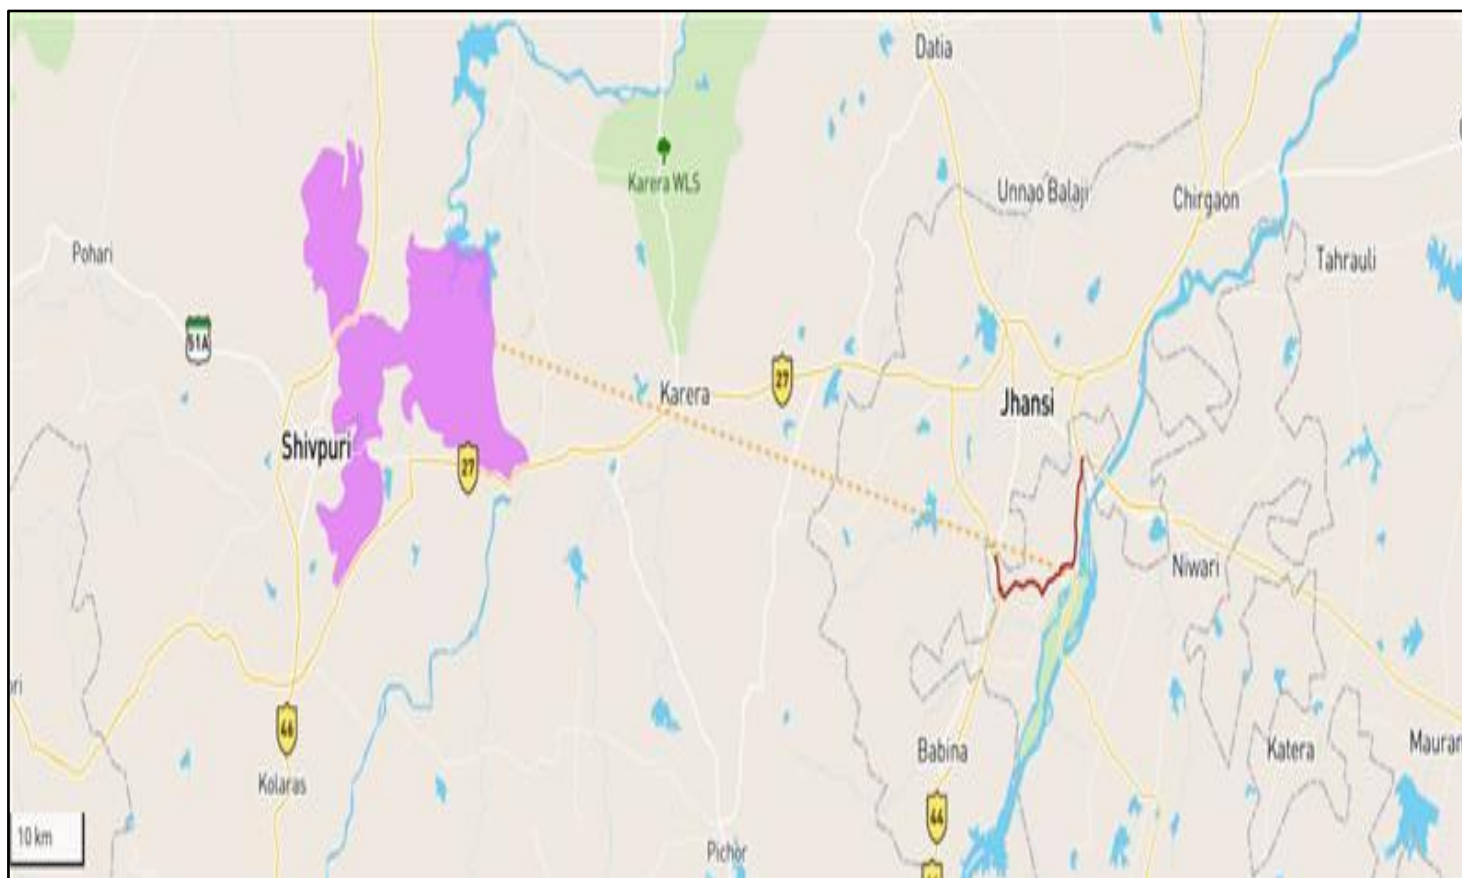 Datia
Karera WLS
Unnao Balaji
Chirgaon
Pohari
Tahrauli
51A
27
Karera
Jhansi
Shivpuri
27
Niwari
46
Babina
Katera
Mauran
Kolaras
44
10 km
Pichor